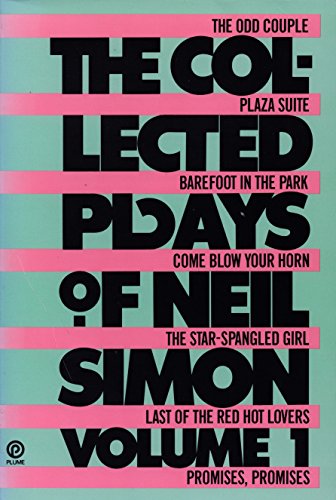 THE ODD COUPLE
THE COL-
PLAZA SUITE
LECTED
BAREFOOT IN THE PARK
PLAYS
COME BLOW YOUR HORN
OF NEIL
THE STAR-SPANGLED GIRL
SIMON
LAST OF THE RED HOT LOVERS
VOLUME 1
PROMISES, PROMISES
P
PLUME